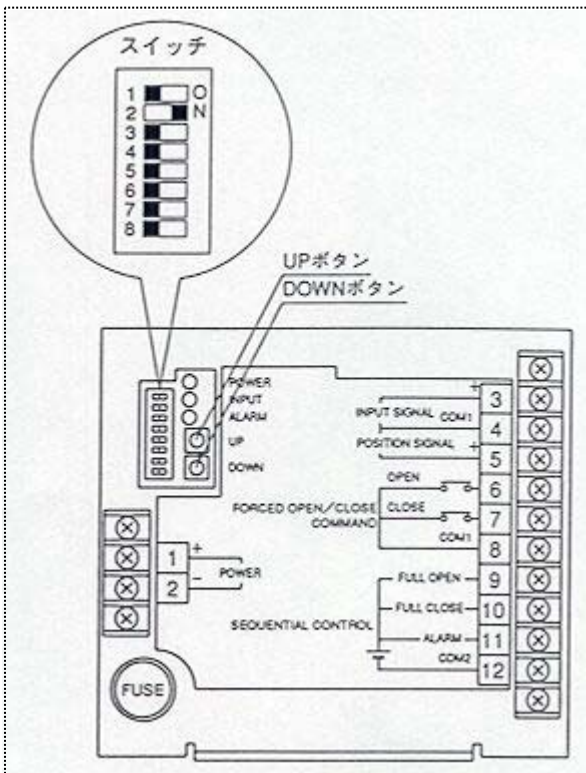 スイッチ
1 O
2 N
3
4
5
6
7
8
UPボタン
DOWNボタン
POWER
INPUT
ALARM
UP
DOWN
+ 3
INPUT SIGNAL COM1 4
POSITION SIGNAL + 5
OPEN 6
FORCED OPEN/CLOSE COMMAND CLOSE 7
COM1 8
1 +
2 -
POWER
FULL OPEN 9
FULL CLOSE 10
SEQUENTIAL CONTROL ALARM 11
COM2 12
FUSE